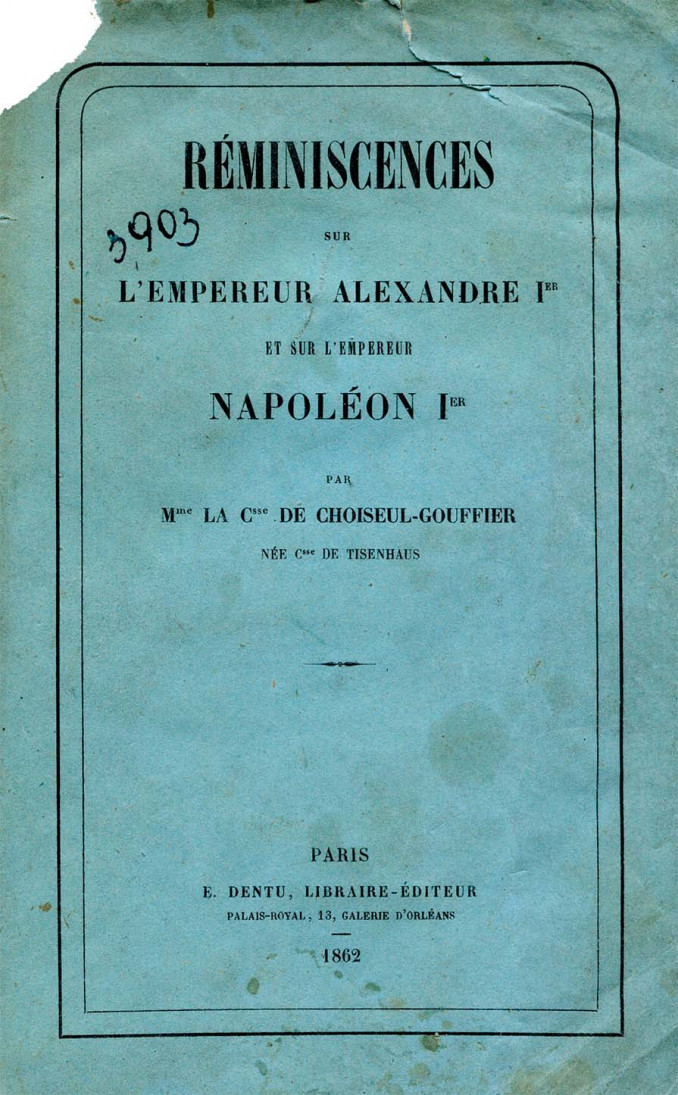 RÉMINISCENCES
3903
SUR
L'EMPEREUR ALEXANDRE Iᴱᴿ
ET SUR L'EMPEREUR
NAPOLÉON Iᴱᴿ
PAR
Mᵐᵉ LA Cˢˢᵉ DE CHOISEUL-GOUFFIER
NÉE Cˢˢᵉ DE TISENHAUS
PARIS
E. DENTU, LIBRAIRE-ÉDITEUR
PALAIS-ROYAL, 13, GALERIE D'ORLÉANS
1862